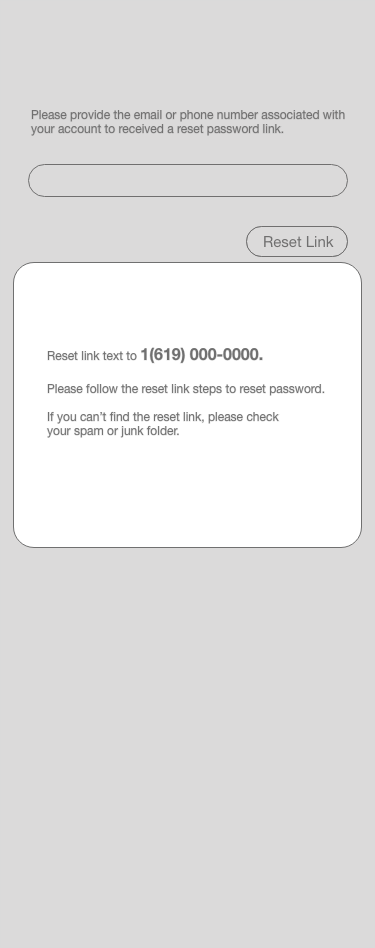 Please provide the email or phone number associated with
your account to received a reset password link.
Reset Link
Reset link text to 1(619) 000-0000.
Please follow the reset link steps to reset password.
If you can’t find the reset link, please check
your spam or junk folder.